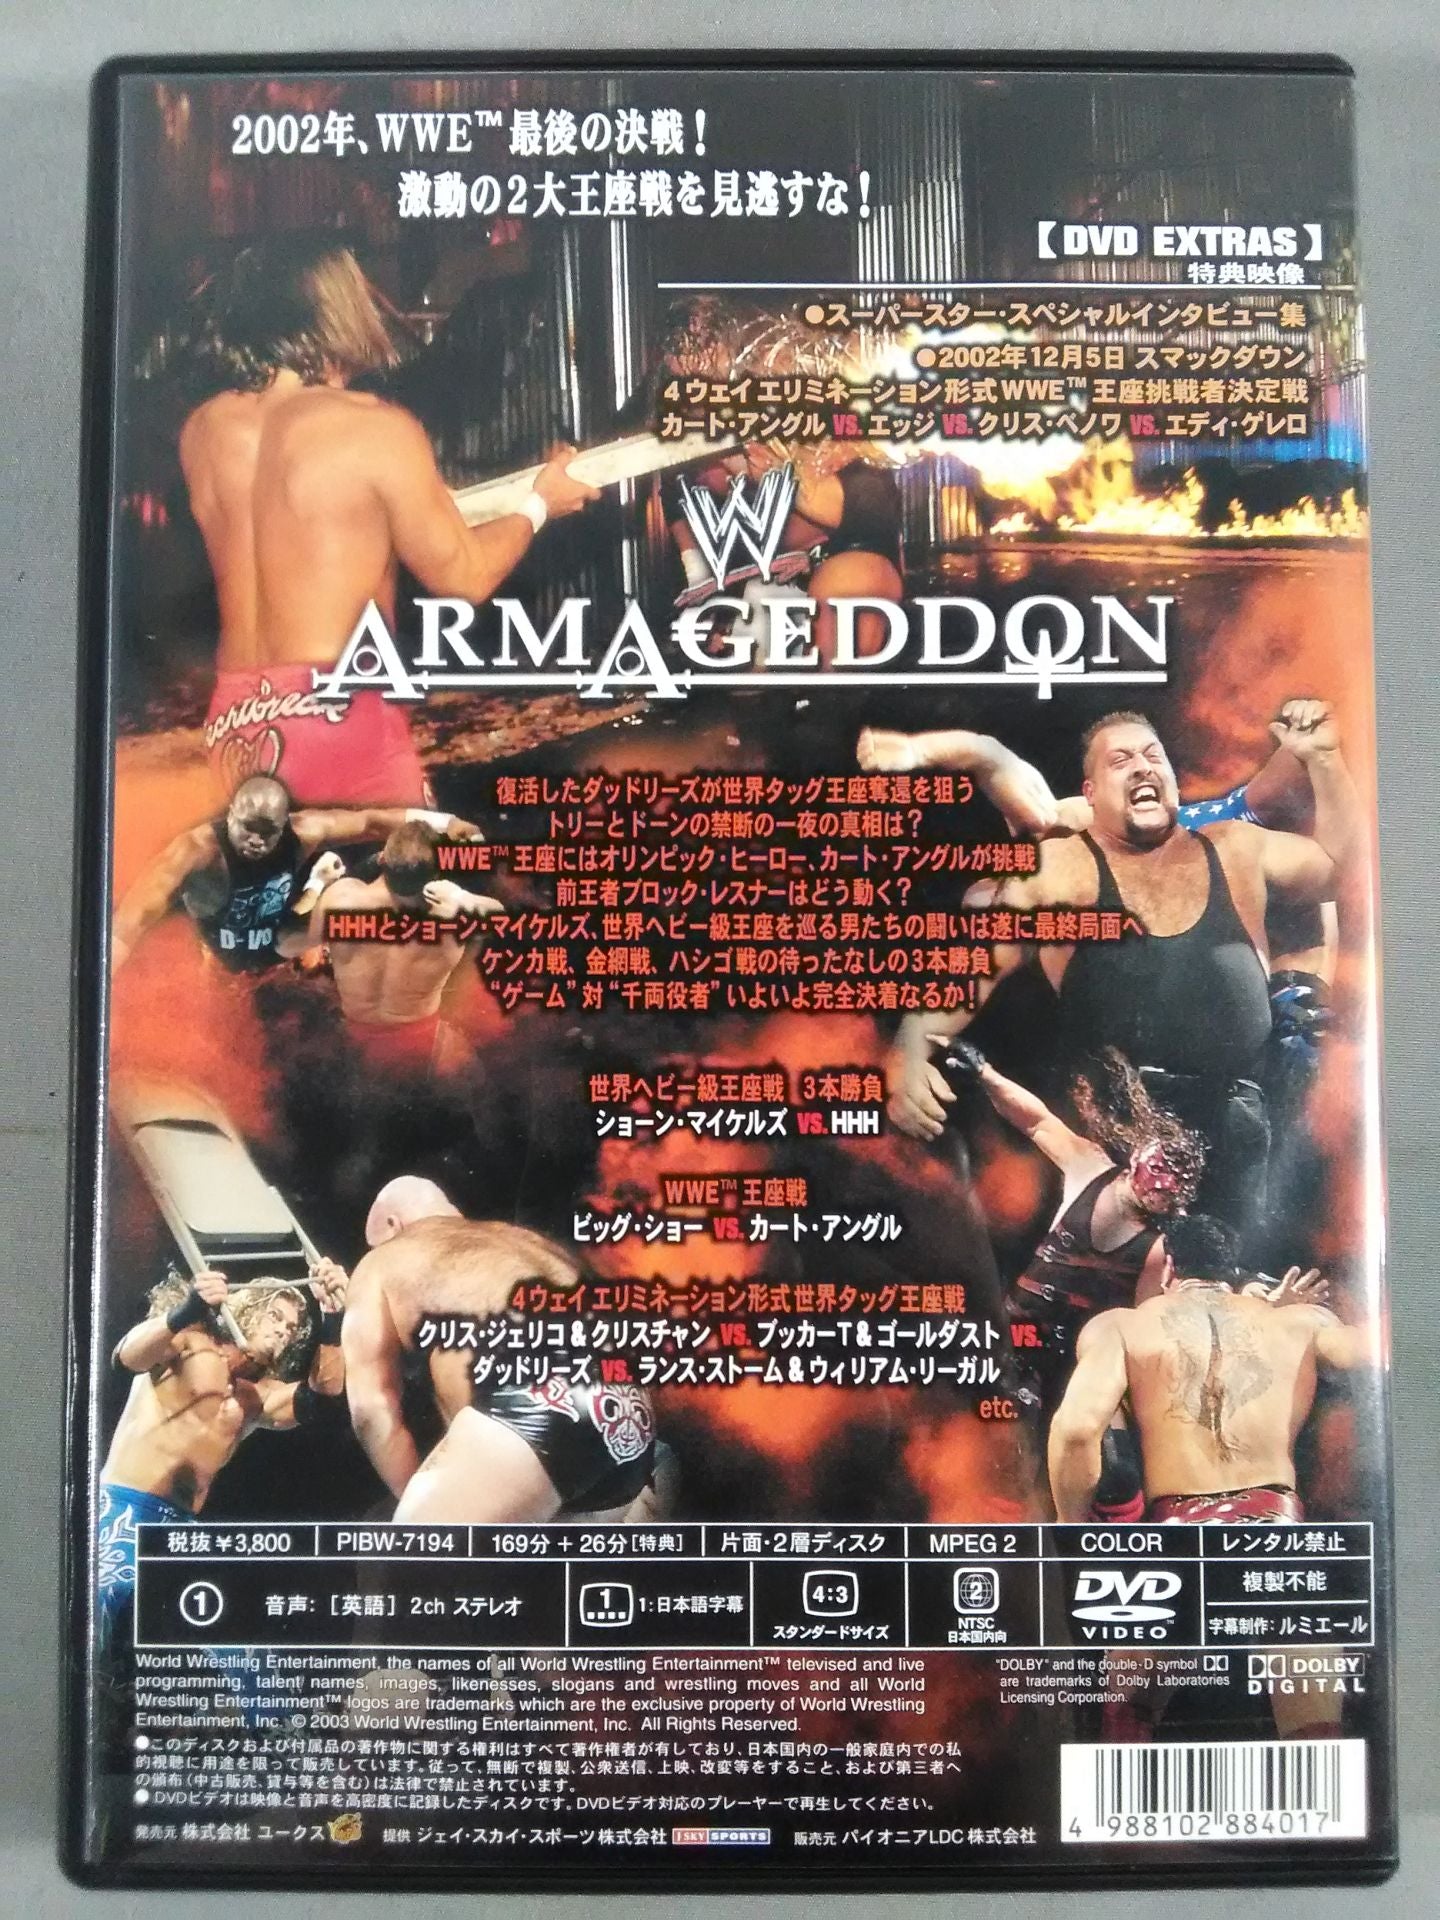 2002年、WWE™最後の決戦！
激動の2大王座戦を見逃すな！
【DVD EXTRAS】
特典映像
●スーパースター・スペシャルインタビュー集
●2002年12月5日 スマックダウン
4ウェイ エリミネーション形式WWE™王座挑戦者決定戦
カート・アングル VS. エッジ VS. クリス・ベノワ VS. エディ・ゲレロ
W
ARMAGEDDON
復活したダッドリーズが世界タッグ王座奪還を狙う
トリーとドーンの禁断の一夜の真相は？
WWE™王座にはオリンピック・ヒーロー、カート・アングルが挑戦
前王者ブロック・レスナーはどう動く？
HHHとショーン・マイケルズ、世界ヘビー級王座を巡る男たちの闘いは遂に最終局面へ
ケンカ戦、金網戦、ハシゴ戦の待ったなしの3本勝負
“ゲーム”対“千両役者”いよいよ完全決着なるか！
世界ヘビー級王座戦 3本勝負
ショーン・マイケルズ VS. HHH
WWE™ 王座戦
ビッグ・ショー VS. カート・アングル
4ウェイ エリミネーション形式世界タッグ王座戦
クリス・ジェリコ&クリスチャン VS. ブッカーT&ゴールダスト VS.
ダッドリーズ VS. ランス・ストーム&ウィリアム・リーガル
etc.
税抜¥3,800 PIBW-7194 169分+26分[特典] 片面・2層ディスク MPEG 2 COLOR レンタル禁止
1 音声:[英語] 2ch ステレオ 1 1:日本語字幕 4:3 スタンダードサイズ 2 NTSC 日本国内向 DVD VIDEO 複製不能
字幕制作:ルミエール
World Wrestling Entertainment, the names of all World Wrestling Entertainment™ televised and live
programming, talent names, images, likenesses, slogans and wrestling moves and all World
Wrestling Entertainment™ logos are trademarks which are the exclusive property of World Wrestling
Entertainment, Inc. © 2003 World Wrestling Entertainment, Inc. All Rights Reserved.
"DOLBY" and the double-D symbol
are trademarks of Dolby Laboratories
Licensing Corporation.
DOLBY
DIGITAL
●このディスクおよび付属品の著作物に関する権利はすべて著作権者が有しており、日本国内の一般家庭内での私
的視聴に用途を限って販売しています。従って、無断で複製、公衆送信、上映、改変等をすること、および第三者へ
の頒布(中古販売、貸与等を含む)は法律で禁止されています。
●DVDビデオは映像と音声を高密度に記録したディスクです。DVDビデオ対応のプレーヤーで再生してください。
発売元 株式会社 ユークス 提供 ジェイ・スカイ・スポーツ株式会社 J SKY SPORTS 販売元 パイオニアLDC株式会社
4 988102 884017